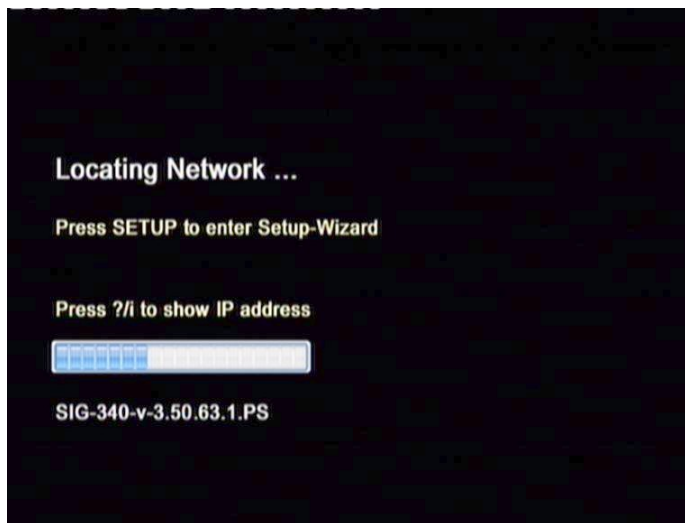 Locating Network ...
Press SETUP to enter Setup-Wizard
Press ?/i to show IP address
SIG-340-v-3.50.63.1.PS